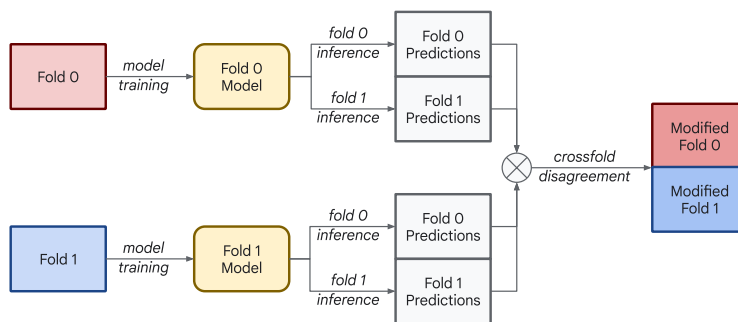 Fold 0
model
training
Fold 0
Model
fold 0
inference
fold 1
inference
Fold 0
Predictions
Fold 1
Predictions
crossfold
disagreement
Modified
Fold 0
Modified
Fold 1
Fold 1
model
training
Fold 1
Model
fold 0
inference
fold 1
inference
Fold 0
Predictions
Fold 1
Predictions